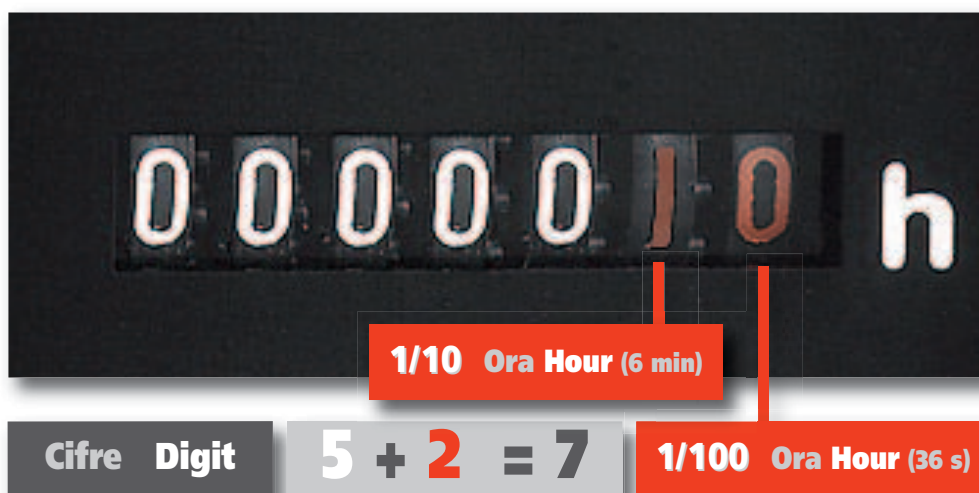 0000010 h
1/10 Ora Hour (6 min)
Cifre Digit 5 + 2 = 7 1/100 Ora Hour (36 s)